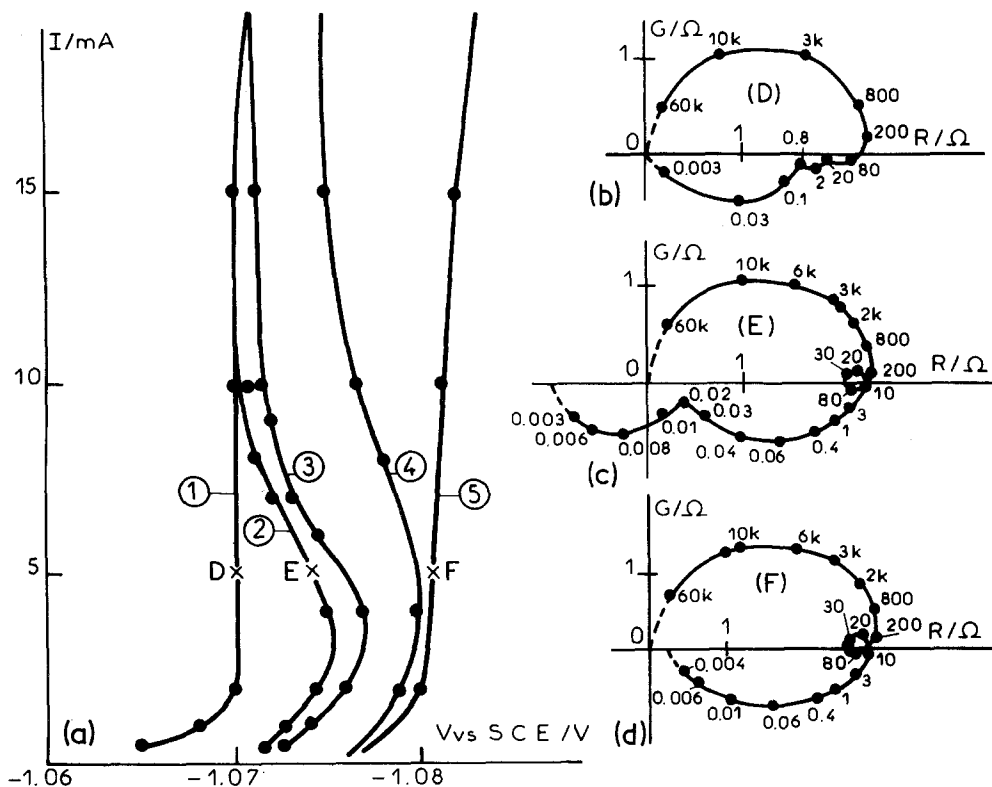 I/mA
15
10
5
①
②
③
④
⑤
D
E
F
(a)
V vs SCE/V
-1.06
-1.07
-1.08
(b)
G/Ω
1
0
(D)
1
R/Ω
60k
10k
3k
800
200
80
20
2
0.8
0.1
0.03
0.003
(c)
G/Ω
1
0
(E)
1
R/Ω
60k
10k
6k
3k
2k
800
200
30
20
80
10
3
1
0.4
0.06
0.04
0.03
0.02
0.01
0.008
0.006
0.003
(d)
G/Ω
1
0
(F)
1
R/Ω
60k
10k
6k
3k
2k
800
200
30
20
80
10
3
1
0.4
0.06
0.01
0.006
0.004